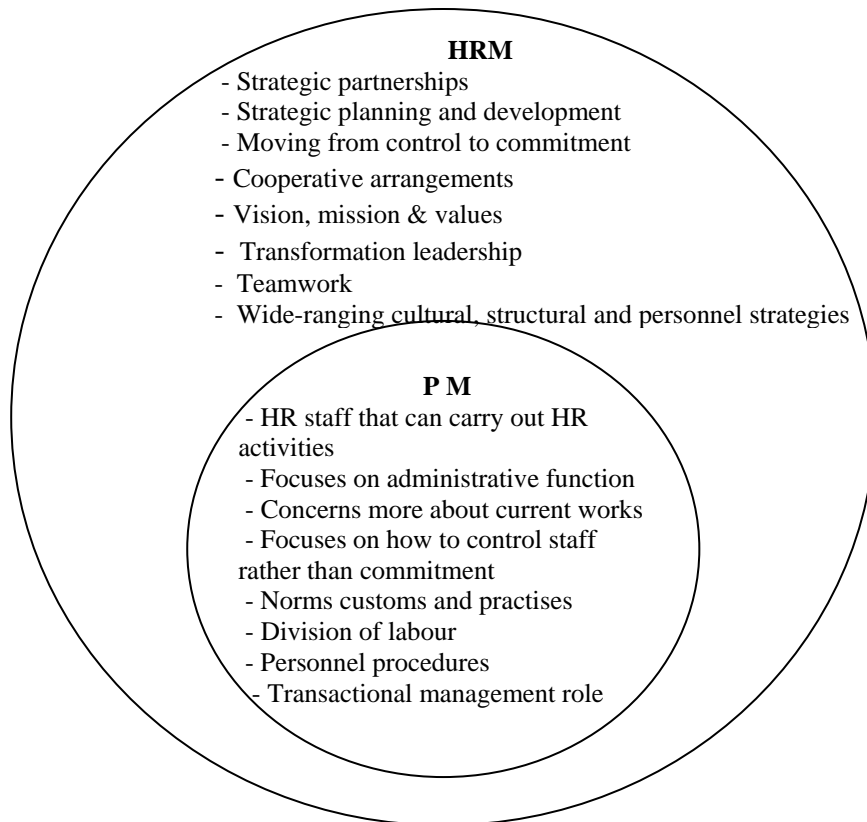 HRM
- Strategic partnerships
- Strategic planning and development
- Moving from control to commitment
- Cooperative arrangements
- Vision, mission & values
- Transformation leadership
- Teamwork
- Wide-ranging cultural, structural and personnel strategies
P M
- HR staff that can carry out HR
activities
- Focuses on administrative function
- Concerns more about current works
- Focuses on how to control staff
rather than commitment
- Norms customs and practises
- Division of labour
- Personnel procedures
- Transactional management role